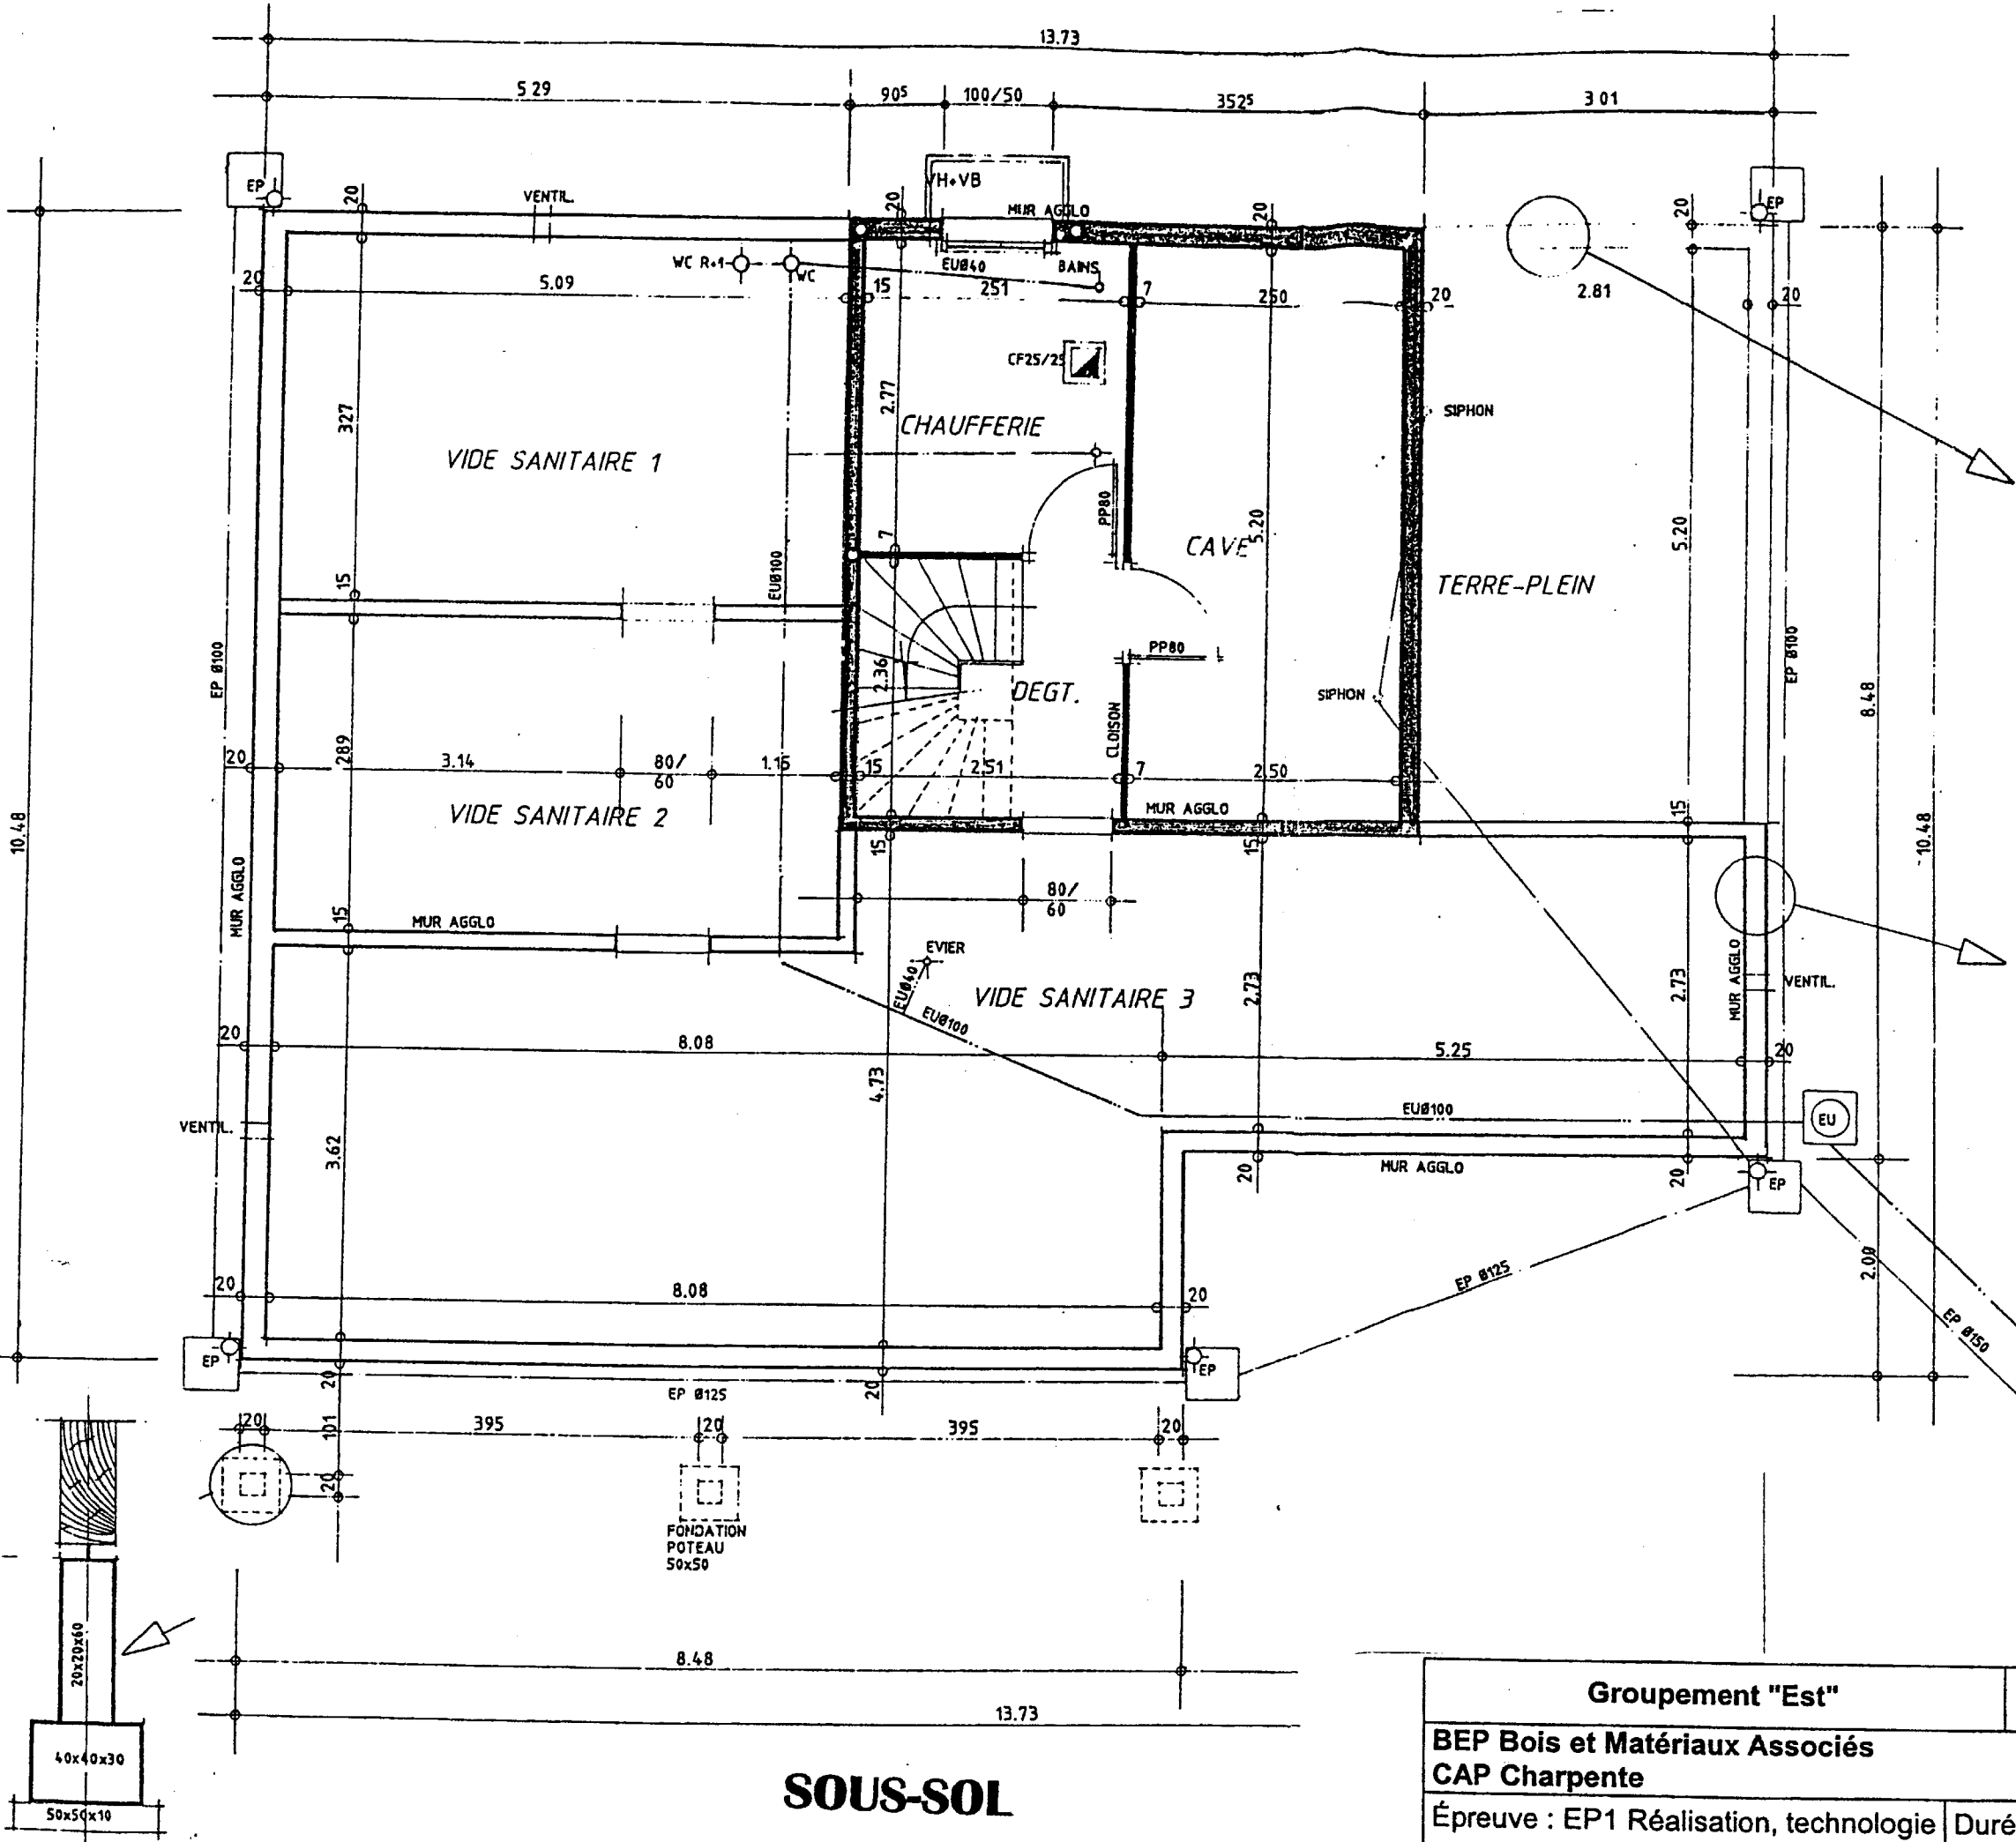 13.73
5.29
90⁵
100/50
352⁵
3 01
EP
VENTIL.
20
VH+VB
20
MUR AGGLO
20
20
EP
WC R+1
WC
EUØ40
BAINS
20
5.09
15
251
7
250
20
2.81
20
CF25/25
327
2.77
CHAUFFERIE
SIPHON
VIDE SANITAIRE 1
PP80
5.20
5.20
CAVE
7
15
EUØ100
TERRE-PLEIN
EP Ø100
2.36
PP80
EP Ø100
DEGT.
SIPHON
8.48
CLOISON
20
289
3.14
80/
60
1.15
15
2.51
7
2.50
10.48
VIDE SANITAIRE 2
MUR AGGLO
15
10.48
15
15
MUR AGGLO
15
MUR AGGLO
80/
60
EVIER
EUØ40
EUØ100
VIDE SANITAIRE 3
2.73
2.73
MUR AGGLO
VENTIL.
20
8.08
5.25
20
4.73
VENTIL.
3.62
EUØ100
EU
MUR AGGLO
20
20
EP
2.00
EP Ø125
EP Ø150
20
8.08
20
EP
EP
20
EP Ø125
20
20
101
395
20
395
20
20
FONDATION
POTEAU
50x50
20x20x60
40x40x30
50x50x10
8.48
13.73
SOUS-SOL
Groupement "Est"
BEP Bois et Matériaux Associés
CAP Charpente
Épreuve : EP1 Réalisation, technologie
Duré